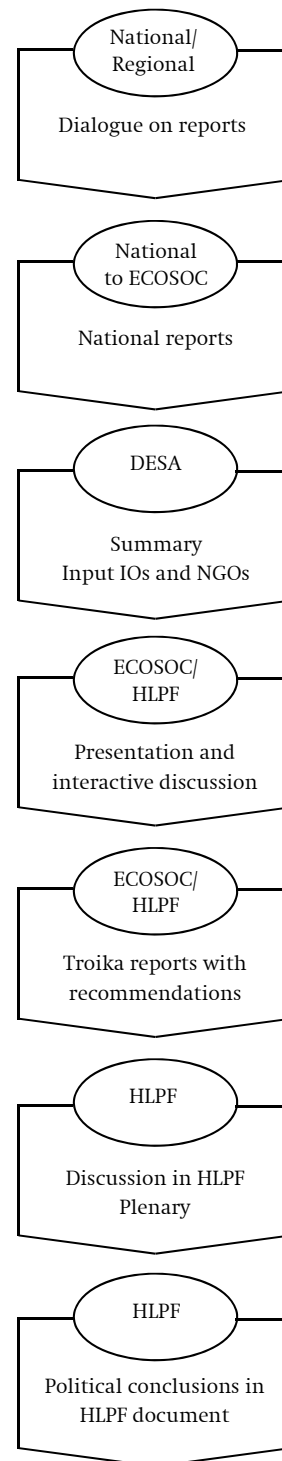 National/
Regional
Dialogue on reports
National
to ECOSOC
National reports
DESA
Summary
Input IOs and NGOs
ECOSOC/
HLPF
Presentation and
interactive discussion
ECOSOC/
HLPF
Troika reports with
recommendations
HLPF
Discussion in HLPF
Plenary
HLPF
Political conclusions in
HLPF document